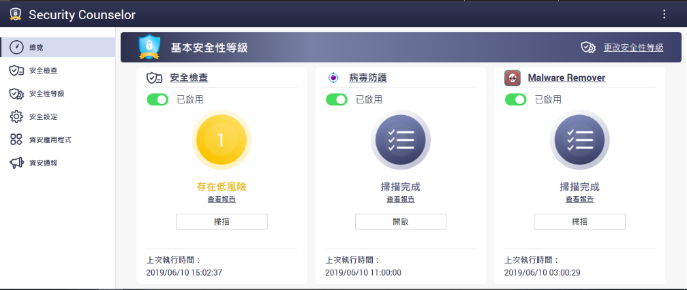 Security Counselor
總覽
安全檢查
安全性等級
安全設定
資安應用程式
資安通報
基本安全性等級
更改安全性等級
安全檢查
已啟用
1
存在低風險
查看報告
掃描
上次執行時間：
2019/06/10 15:02:37
病毒防護
已啟用
掃描完成
查看報告
開啟
上次執行時間：
2019/06/10 11:00:00
Malware Remover
已啟用
掃描完成
查看報告
掃描
上次執行時間：
2019/06/10 03:00:29